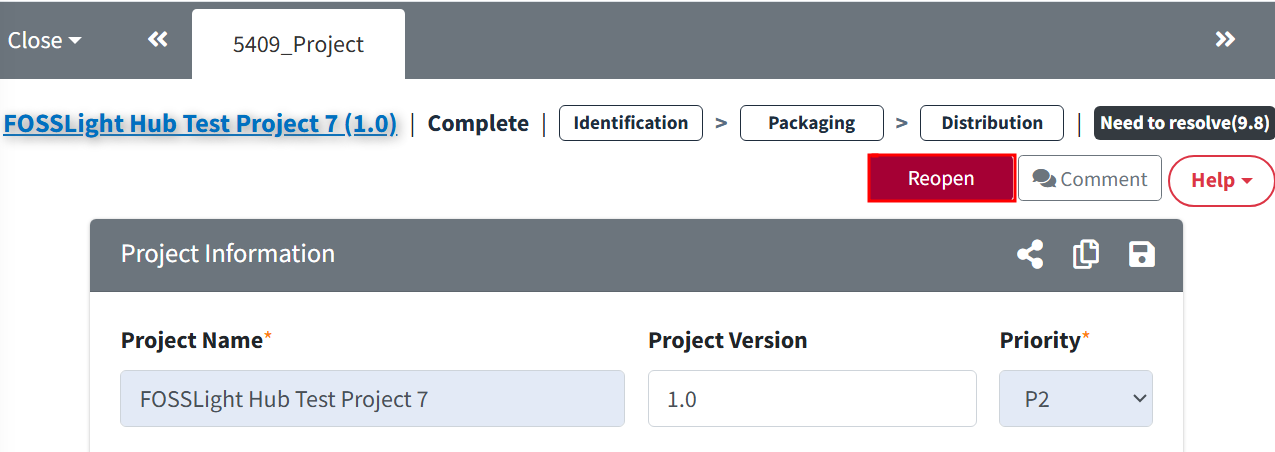 Close
5409_Project
FOSSLight Hub Test Project 7 (1.0) | Complete | Identification > Packaging > Distribution | Need to resolve(9.8)
Reopen Comment Help
Project Information
Project Name* Project Version Priority*
FOSSLight Hub Test Project 7 1.0 P2